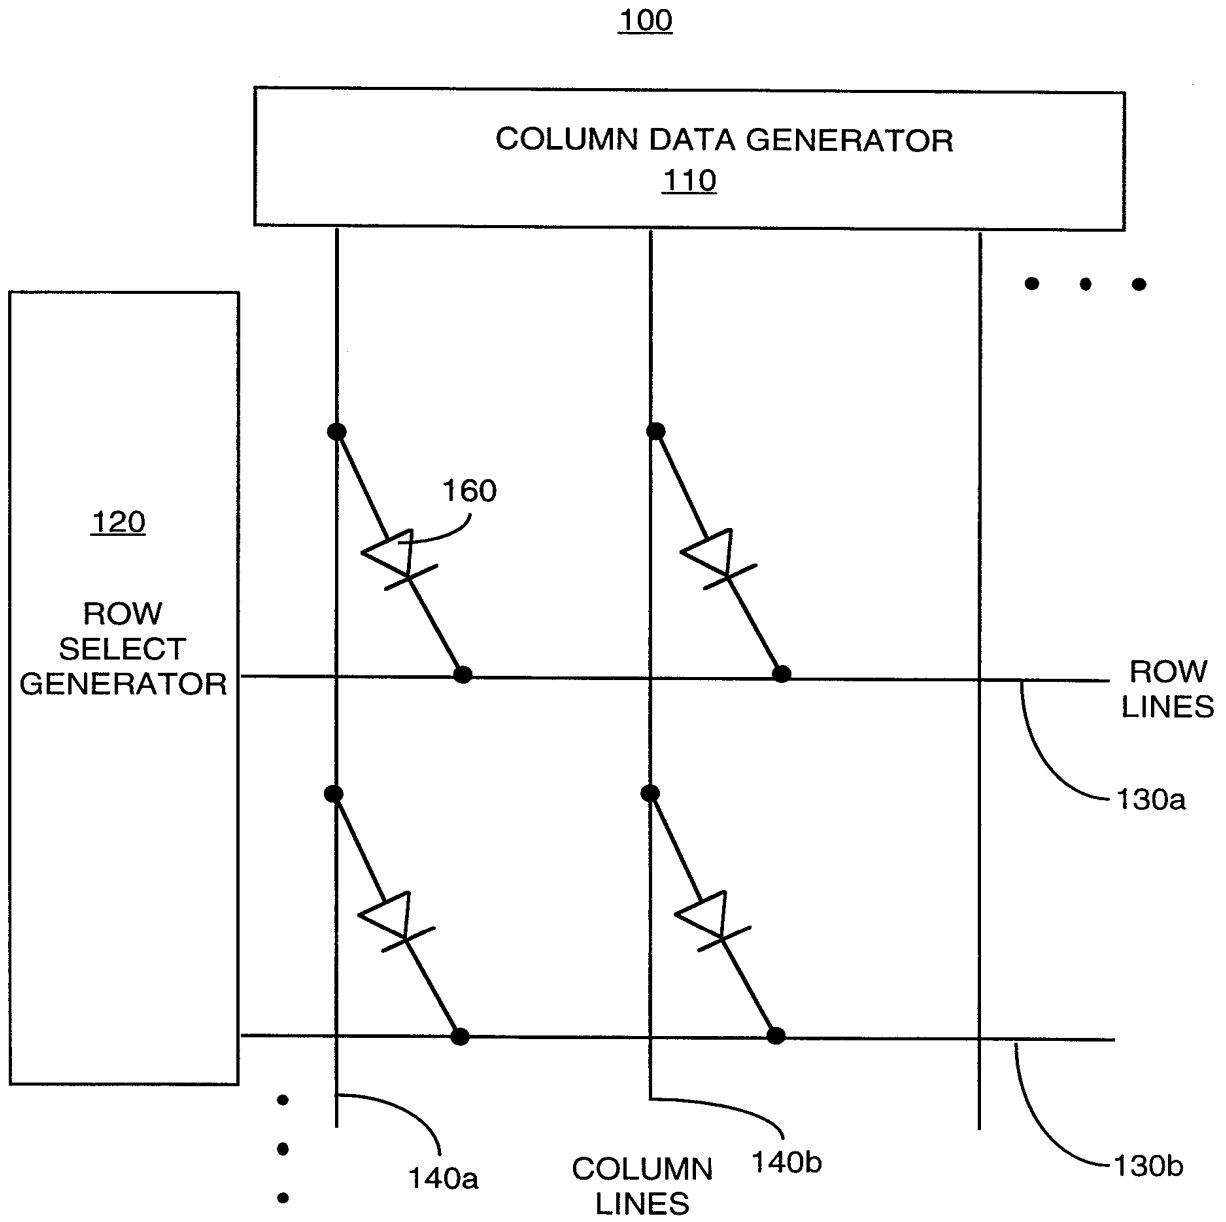 100
COLUMN DATA GENERATOR
110
160
120
ROW
SELECT
GENERATOR
ROW
LINES
130a
140a
COLUMN
LINES
140b
130b